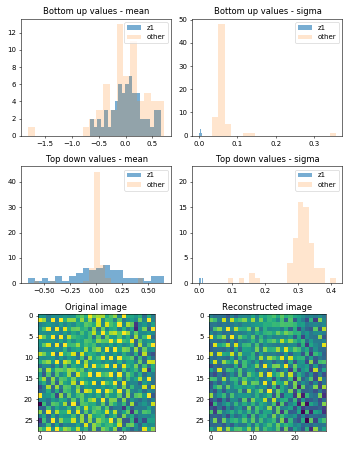 Bottom up values - mean
z1
other
12
10
8
6
4
2
0
−1.5 −1.0 −0.5 0.0 0.5
Bottom up values - sigma
z1
other
50
40
30
20
10
0
0.0 0.1 0.2 0.3
Top down values - mean
z1
other
40
30
20
10
0
−0.50 −0.25 0.00 0.25 0.50
Top down values - sigma
z1
other
20
15
10
5
0
0.0 0.1 0.2 0.3 0.4
Original image
0
5
10
15
20
25
0 10 20
Reconstructed image
0
5
10
15
20
25
0 10 20